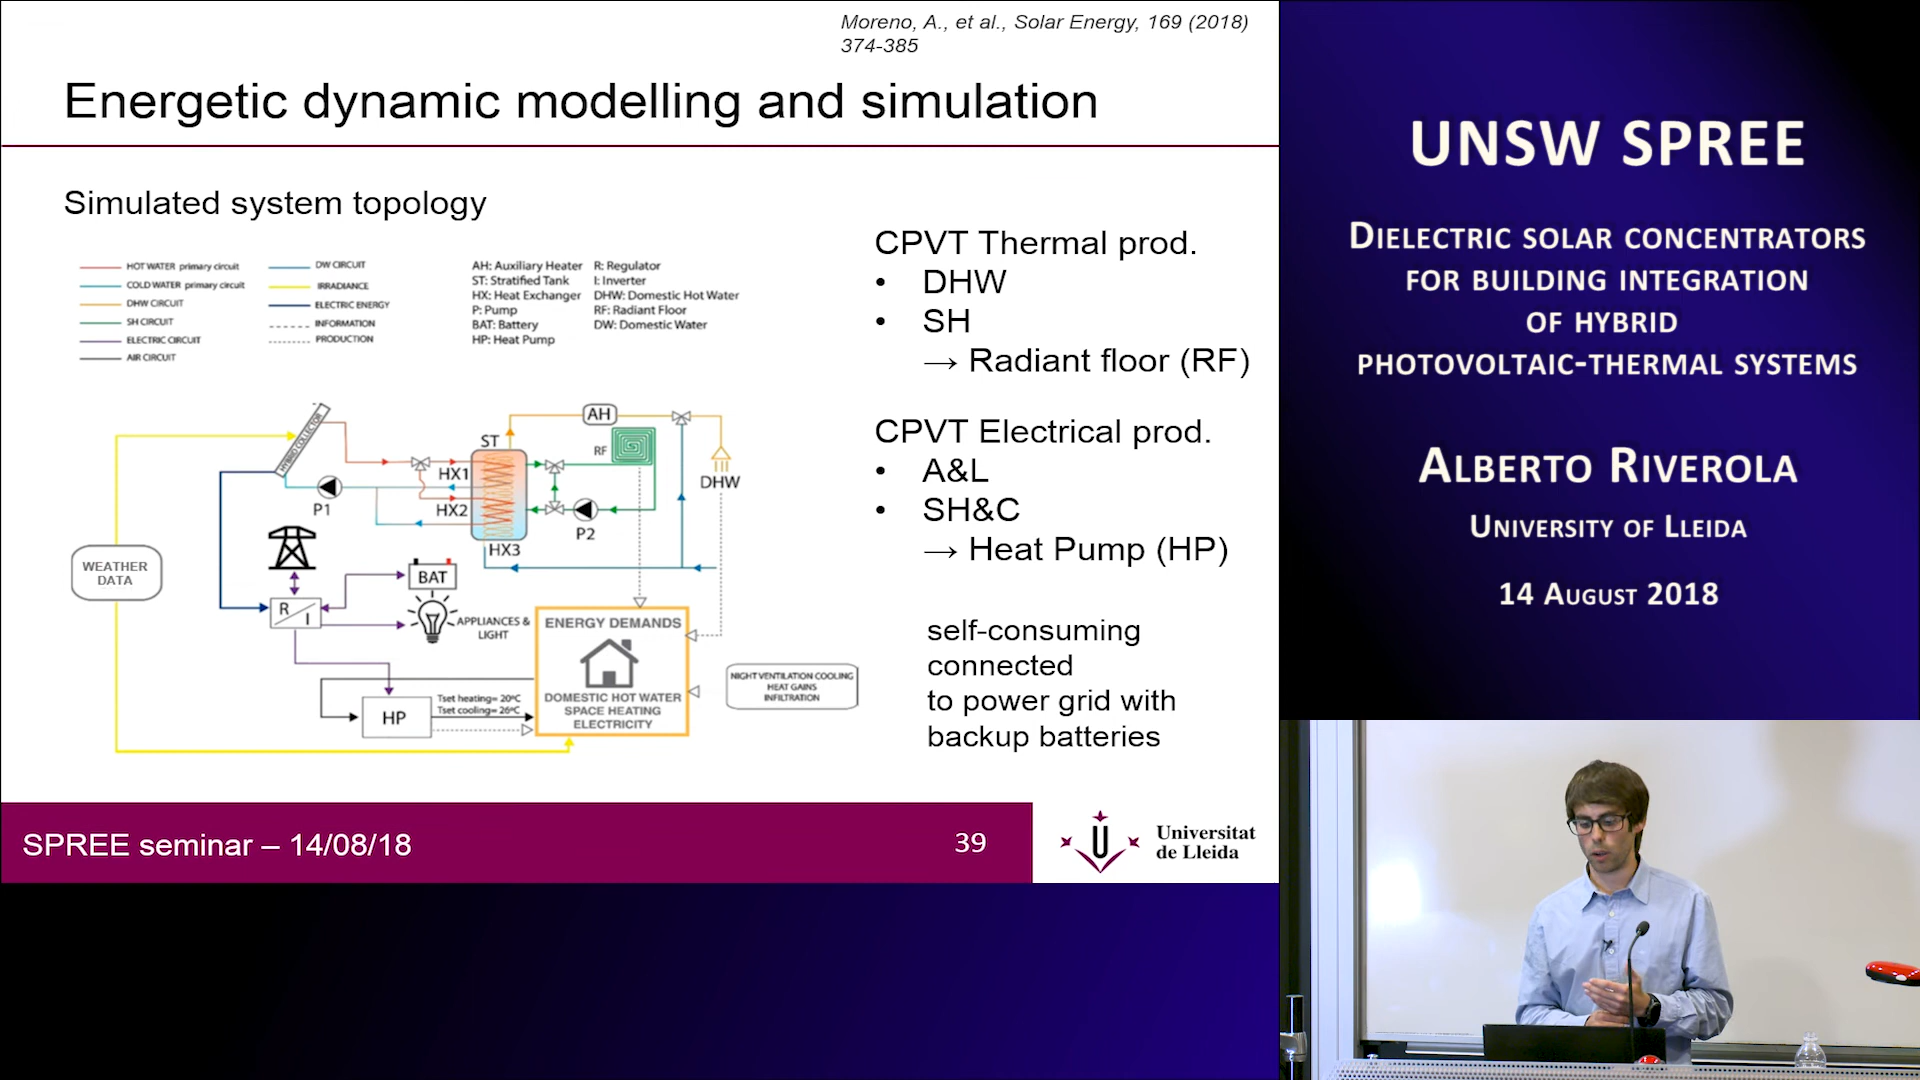 Moreno, A., et al., Solar Energy, 169 (2018)
374-385
Energetic dynamic modelling and simulation
Simulated system topology
HOT WATER primary circuit
COLD WATER primary circuit
DHW CIRCUIT
SH CIRCUIT
ELECTRIC CIRCUIT
AIR CIRCUIT
DW CIRCUIT
IRRADIANCE
ELECTRIC ENERGY
INFORMATION
PRODUCTION
AH: Auxiliary Heater
ST: Stratified Tank
HX: Heat Exchanger
P: Pump
BAT: Battery
HP: Heat Pump
R: Regulator
I: Inverter
DHW: Domestic Hot Water
RF: Radiant Floor
DW: Domestic Water
HYBRID COLLECTOR
ST
AH
RF
HX1
HX2
HX3
DHW
P1
P2
WEATHER
DATA
BAT
R
I
APPLIANCES &
LIGHT
ENERGY DEMANDS
DOMESTIC HOT WATER
SPACE HEATING
ELECTRICITY
NIGHT VENTILATION COOLING
HEAT GAINS
INFILTRATION
HP
Tset heating= 20ºC
Tset cooling= 26ºC
CPVT Thermal prod.
• DHW
• SH
→ Radiant floor (RF)
CPVT Electrical prod.
• A&L
• SH&C
→ Heat Pump (HP)
self-consuming
connected
to power grid with
backup batteries
SPREE seminar – 14/08/18
39
U
Universitat
de Lleida
UNSW SPREE
DIELECTRIC SOLAR CONCENTRATORS
FOR BUILDING INTEGRATION
OF HYBRID
PHOTOVOLTAIC-THERMAL SYSTEMS
ALBERTO RIVEROLA
UNIVERSITY OF LLEIDA
14 AUGUST 2018